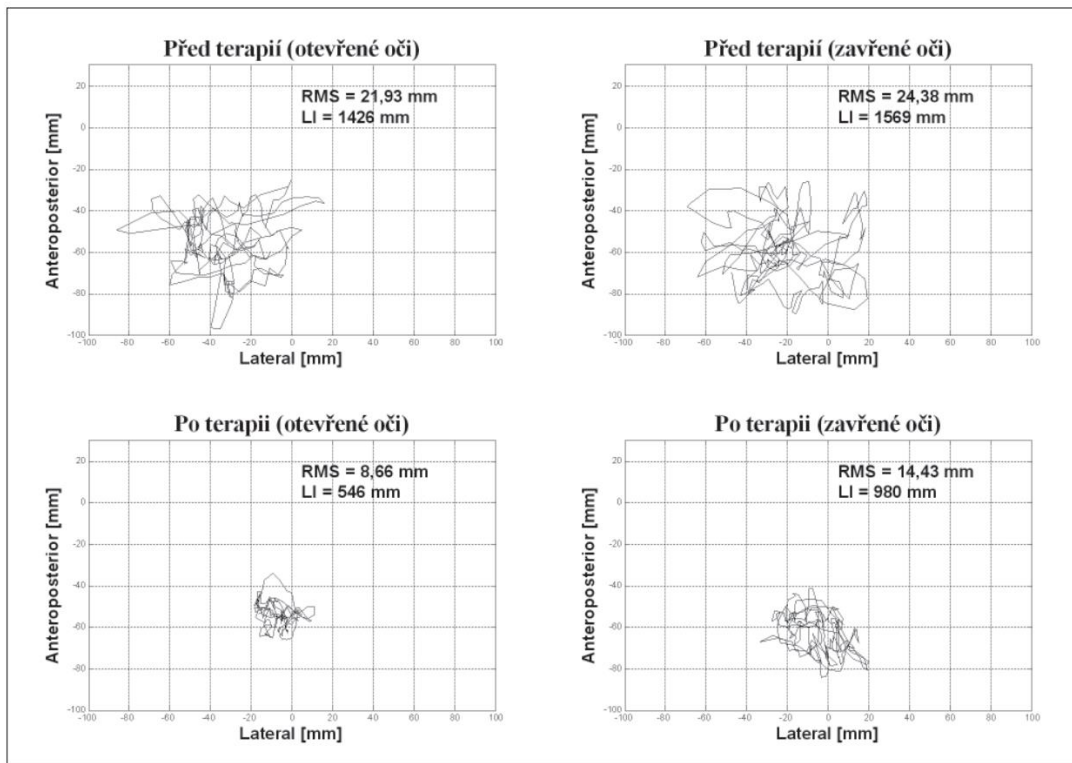 Před terapií (otevřené oči)
RMS = 21,93 mm
LI = 1426 mm
Anteroposterior [mm]
20
0
-20
-40
-60
-80
-100
-100 -80 -60 -40 -20 0 20 40 60 80 100
Lateral [mm]
Před terapií (zavřené oči)
RMS = 24,38 mm
LI = 1569 mm
Anteroposterior [mm]
20
0
-20
-40
-60
-80
-100
-100 -80 -60 -40 -20 0 20 40 60 80 100
Lateral [mm]
Po terapii (otevřené oči)
RMS = 8,66 mm
LI = 546 mm
Anteroposterior [mm]
20
0
-20
-40
-60
-80
-100
-100 -80 -60 -40 -20 0 20 40 60 80 100
Lateral [mm]
Po terapii (zavřené oči)
RMS = 14,43 mm
LI = 980 mm
Anteroposterior [mm]
20
0
-20
-40
-60
-80
-100
-100 -80 -60 -40 -20 0 20 40 60 80 100
Lateral [mm]